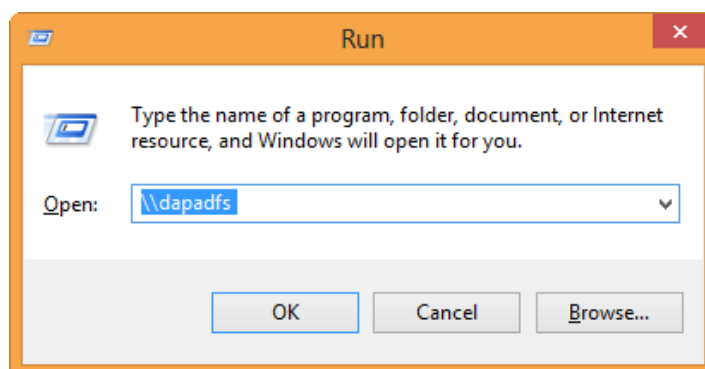 Run
Type the name of a program, folder, document, or Internet
resource, and Windows will open it for you.
Open: \\dapadfs
OK Cancel Browse...